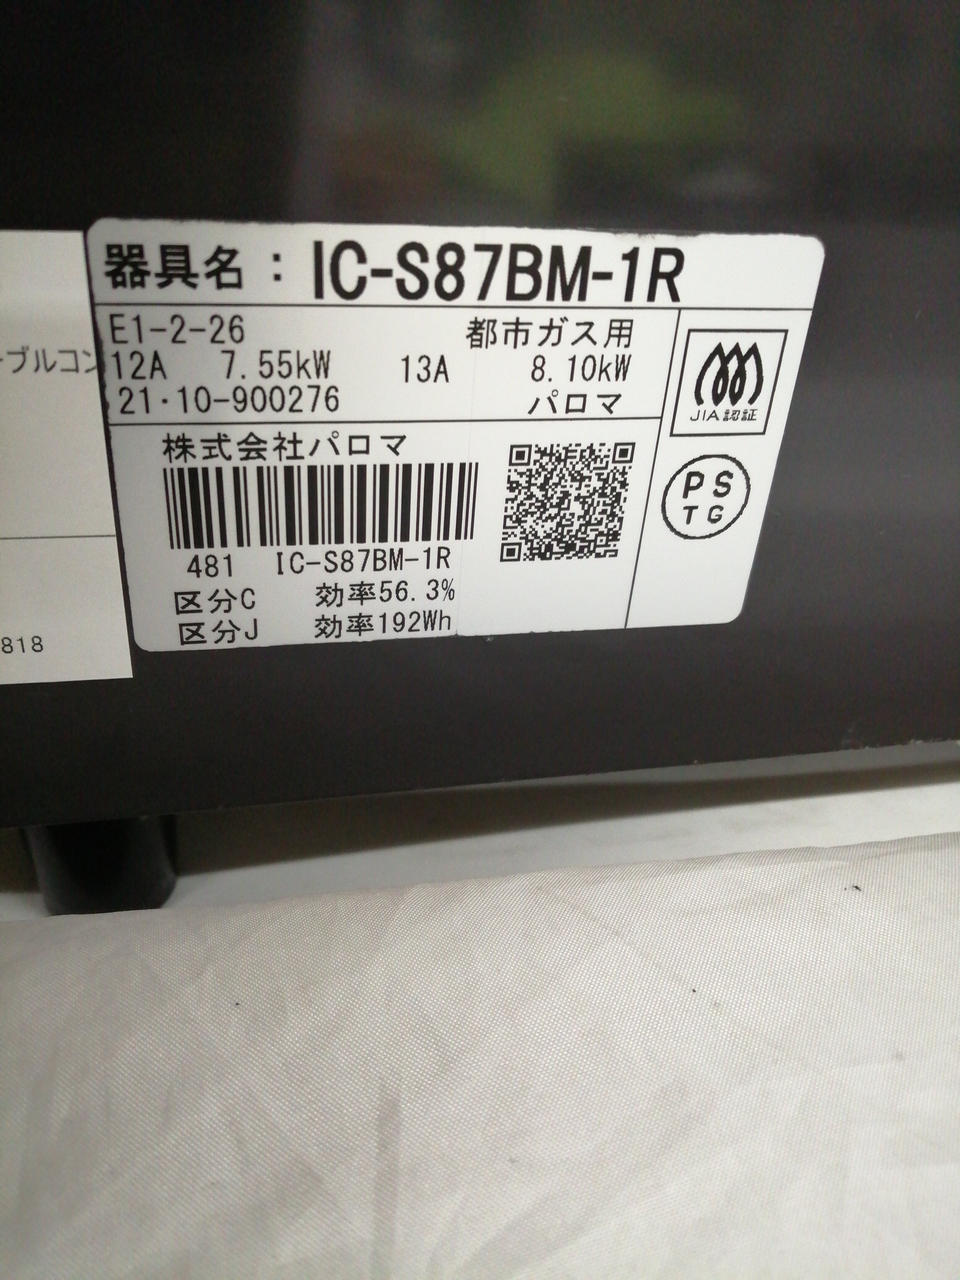 器具名 : IC-S87BM-1R
E1-2-26 都市ガス用
12A 7.55kW 13A 8.10kW
21・10-900276 パロマ
株式会社パロマ
481 IC-S87BM-1R
区分C 効率56.3%
区分J 効率192Wh
JIA認証
PS
TG
ーブルコン
818